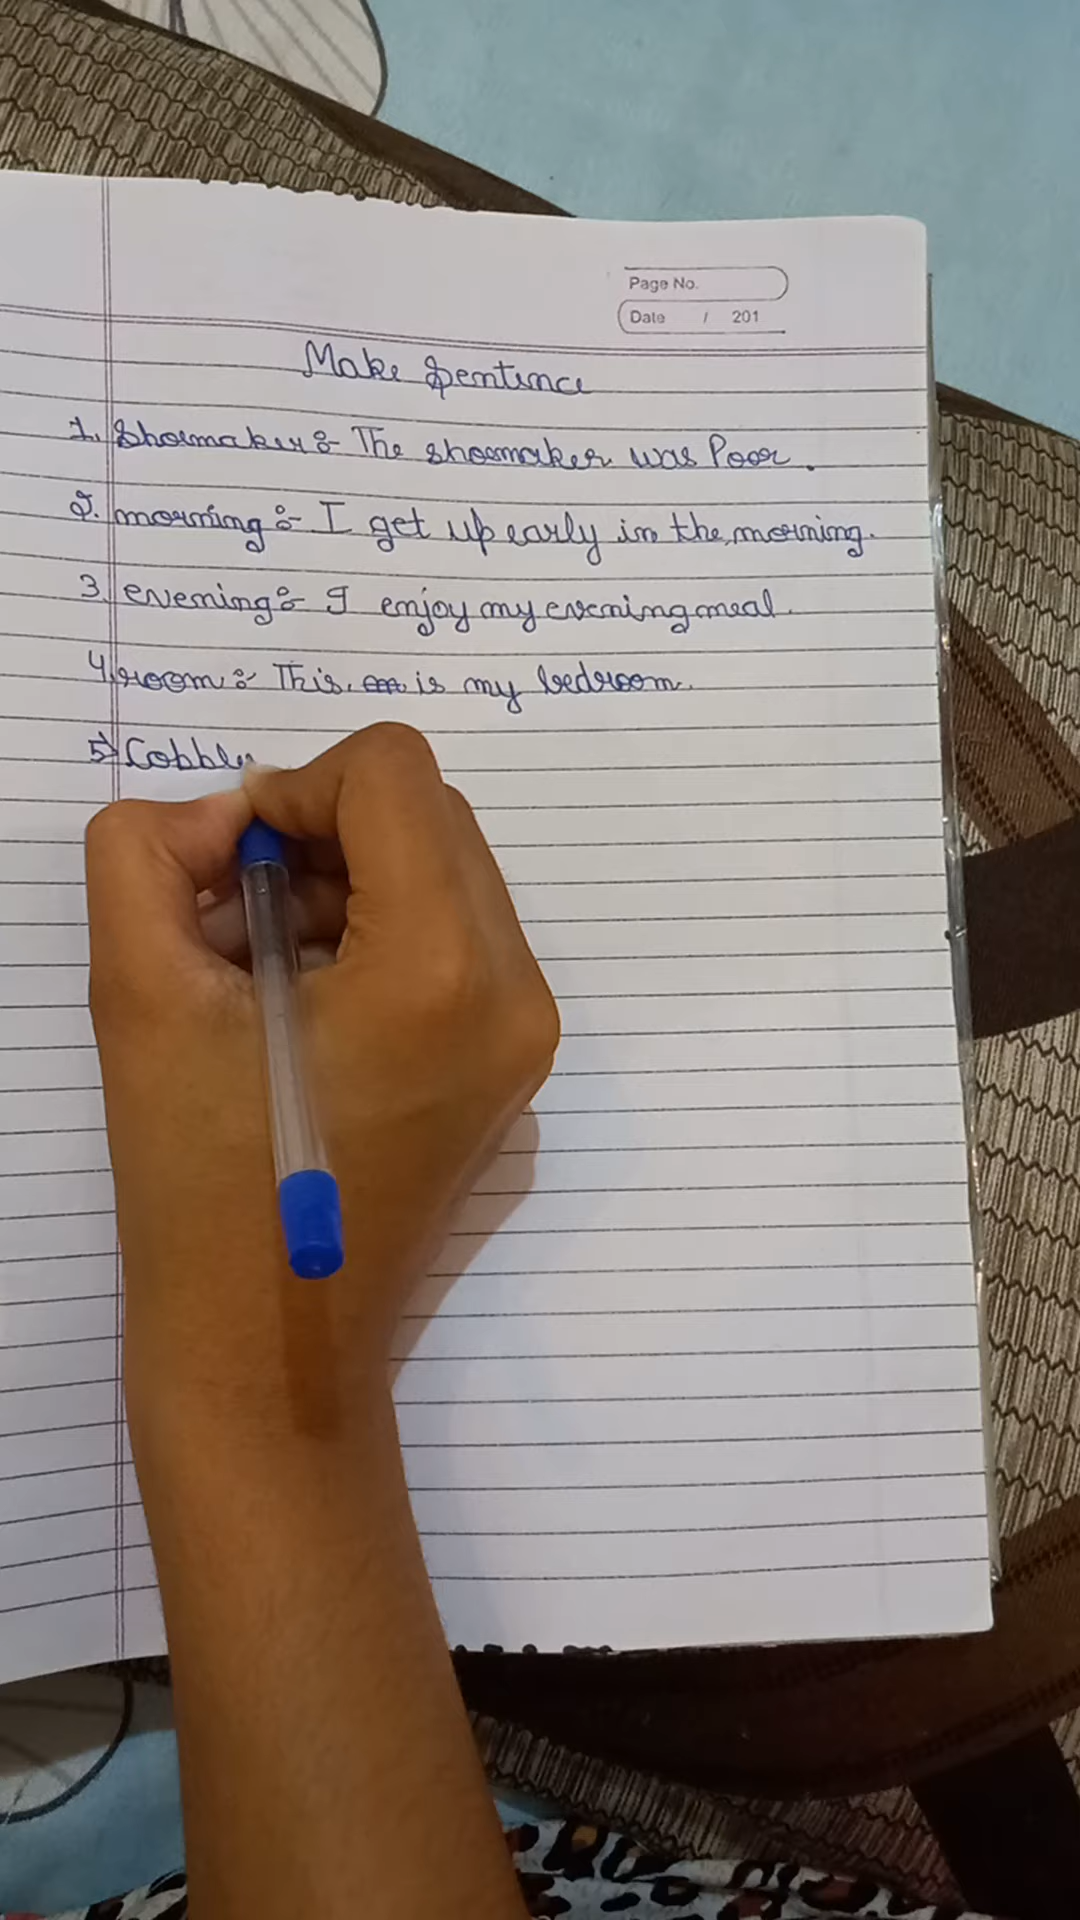 Page No.
Date / 201
Make Sentence
1. Shoemaker :- The shoemaker was Poor.
2. morning :- I get up early in the morning.
3. evening :- I enjoy my evening meal.
4. room :- This is my bedroom.
5) Cobble